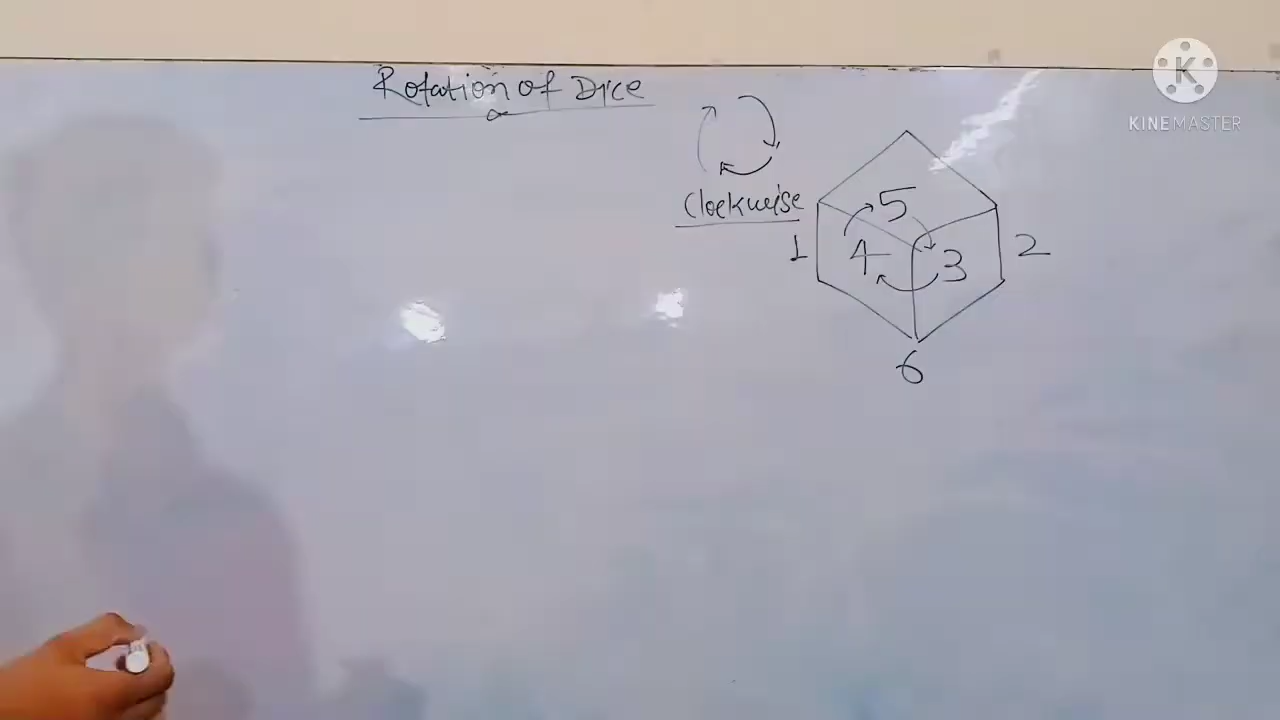 Rotation of Dice
Clockwise
5
1 4 3 2
6
K
KINEMASTER